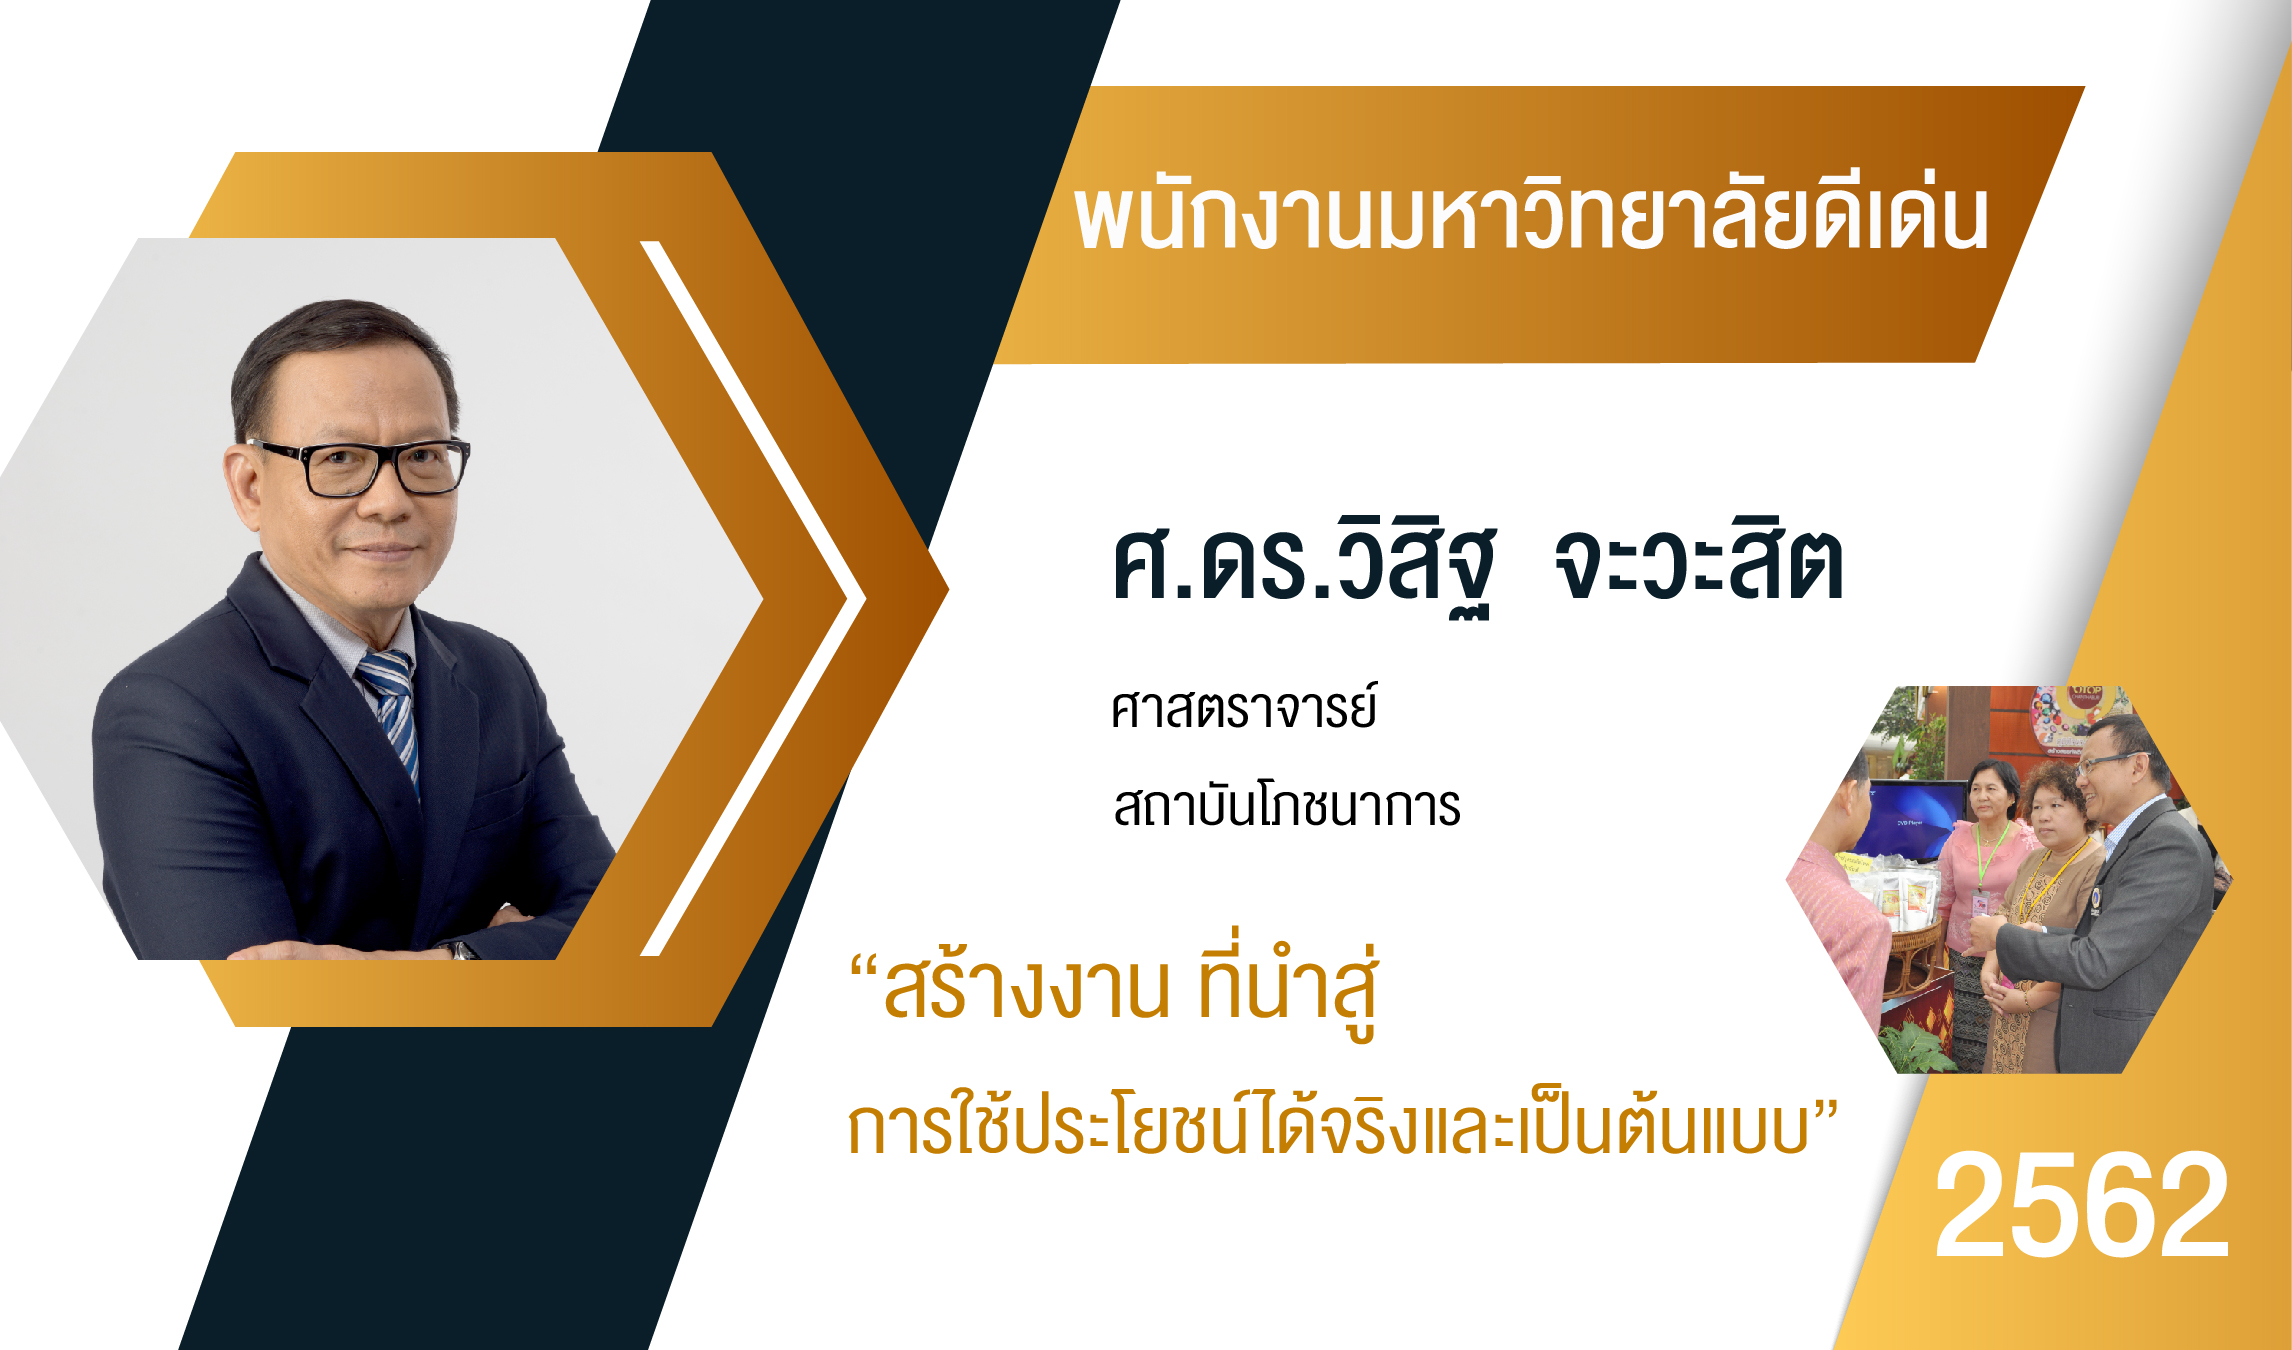 พนักงานมหาวิทยาลัยดีเด่น
ศ.ดร.วิสิฐ จะวะสิต
ศาสตราจารย์
สถาบันโภชนาการ
“สร้างงาน ที่นำสู่
การใช้ประโยชน์ได้จริงและเป็นต้นแบบ”
OTOP
DVD Player
2562